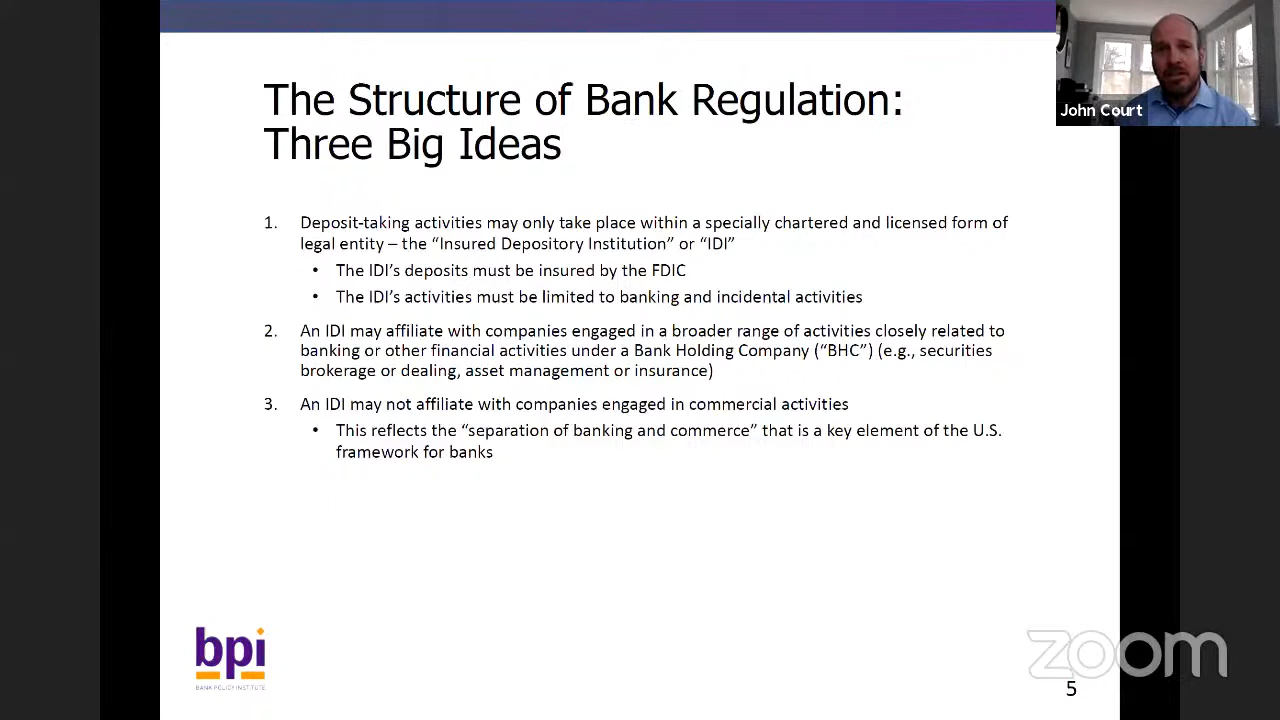 The Structure of Bank Regulation:
Three Big Ideas
John Court
1. Deposit-taking activities may only take place within a specially chartered and licensed form of
legal entity – the “Insured Depository Institution” or “IDI”
• The IDI’s deposits must be insured by the FDIC
• The IDI’s activities must be limited to banking and incidental activities
2. An IDI may affiliate with companies engaged in a broader range of activities closely related to
banking or other financial activities under a Bank Holding Company (“BHC”) (e.g., securities
brokerage or dealing, asset management or insurance)
3. An IDI may not affiliate with companies engaged in commercial activities
• This reflects the “separation of banking and commerce” that is a key element of the U.S.
framework for banks
bpi
BANK POLICY INSTITUTE
zoom
5